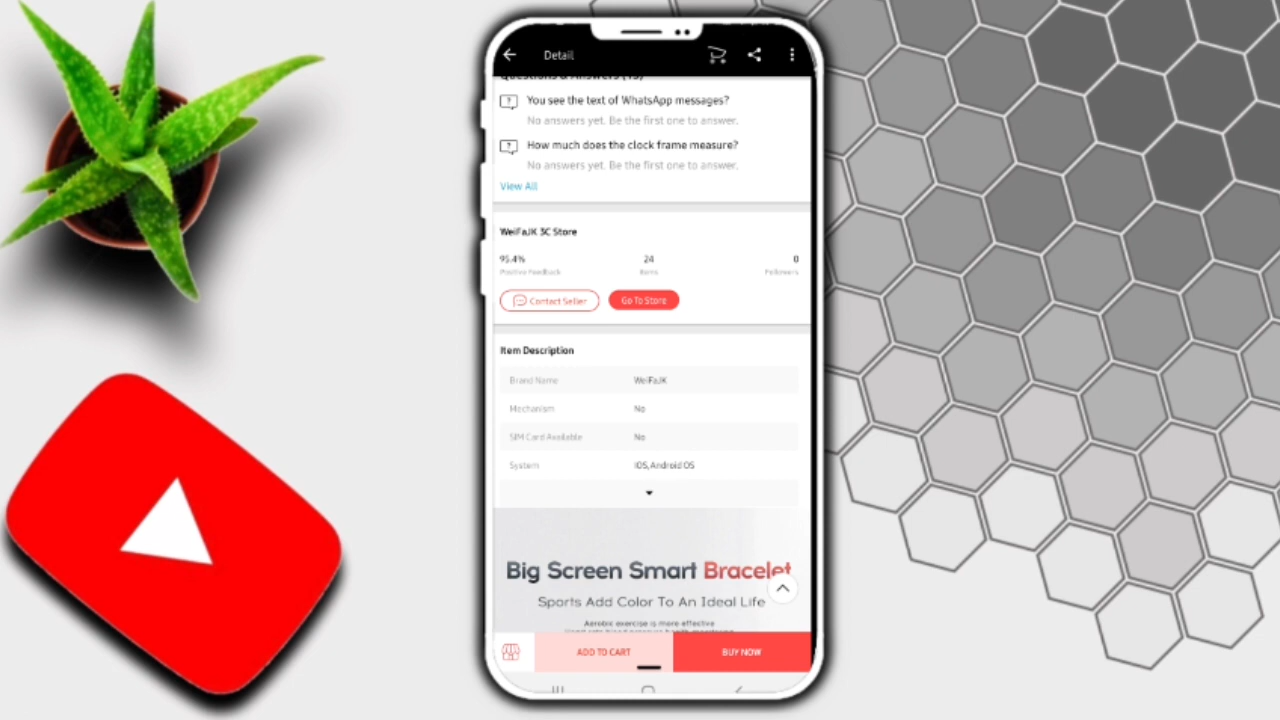 Detail
Questions & Answers (13)
You see the text of WhatsApp messages?
No answers yet. Be the first one to answer.
How much does the clock frame measure?
No answers yet. Be the first one to answer.
View All
WeiFaJK 3C Store
95.4% 24 0
Positive Feedback Items Followers
Contact Seller Go To Store
Item Description
Brand Name WeiFaJK
Mechanism No
SIM Card Available No
System IOS,Android OS
Big Screen Smart Bracelet
Sports Add Color To An Ideal Life
Aerobic exercise is more effective
ADD TO CART BUY NOW